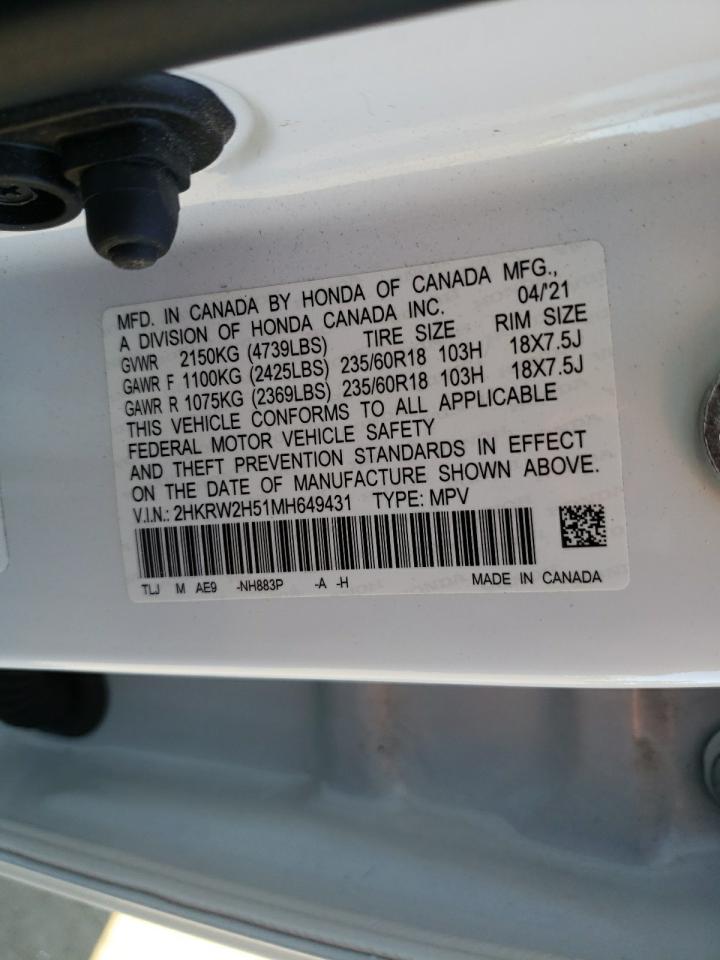 MFD. IN CANADA BY HONDA OF CANADA MFG.,
A DIVISION OF HONDA CANADA INC. 04/'21
GVWR 2150KG (4739LBS) TIRE SIZE RIM SIZE
GAWR F 1100KG (2425LBS) 235/60R18 103H 18X7.5J
GAWR R 1075KG (2369LBS) 235/60R18 103H 18X7.5J
THIS VEHICLE CONFORMS TO ALL APPLICABLE
FEDERAL MOTOR VEHICLE SAFETY
AND THEFT PREVENTION STANDARDS IN EFFECT
ON THE DATE OF MANUFACTURE SHOWN ABOVE.
V.I.N.: 2HKRW2H51MH649431 TYPE: MPV
TLJ M AE9 -NH883P -A -H MADE IN CANADA